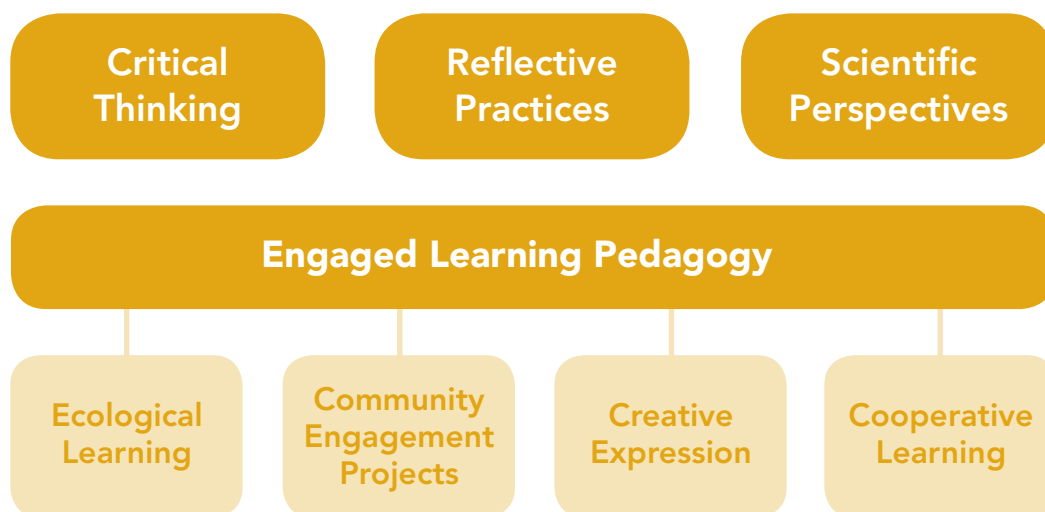 Critical
Thinking
Reflective
Practices
Scientific
Perspectives
Engaged Learning Pedagogy
Ecological
Learning
Community
Engagement
Projects
Creative
Expression
Cooperative
Learning